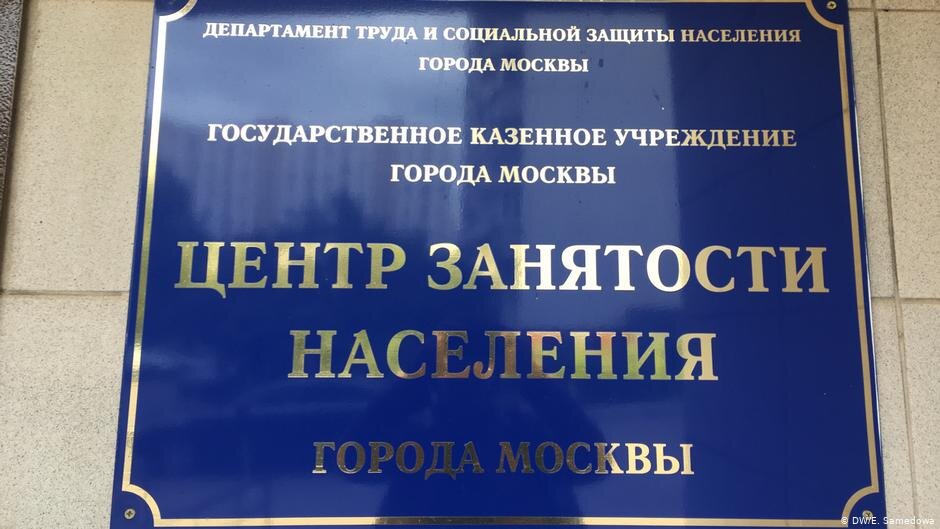 ДЕПАРТАМЕНТ ТРУДА И СОЦИАЛЬНОЙ ЗАЩИТЫ НАСЕЛЕНИЯ
ГОРОДА МОСКВЫ
ГОСУДАРСТВЕННОЕ КАЗЕННОЕ УЧРЕЖДЕНИЕ
ГОРОДА МОСКВЫ
ЦЕНТР ЗАНЯТОСТИ
НАСЕЛЕНИЯ
ГОРОДА МОСКВЫ
© DW/E. Samedowa